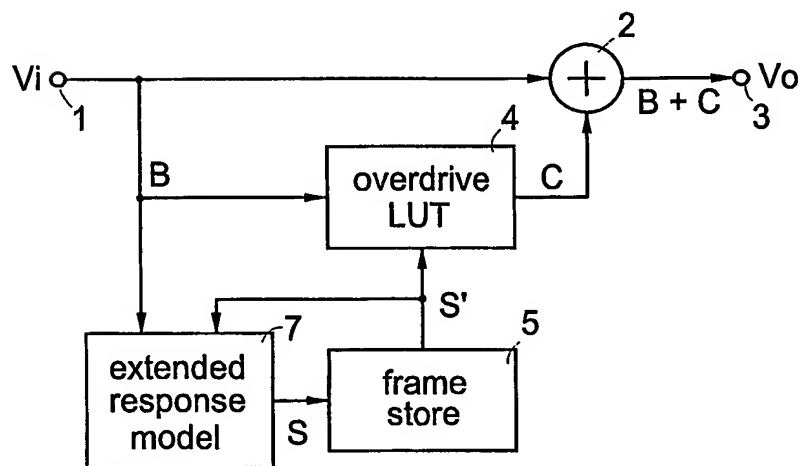 2
Vi
1
+
B + C
Vo
3
4
B
overdrive
LUT
C
S'
7
5
extended
response
model
S
frame
store